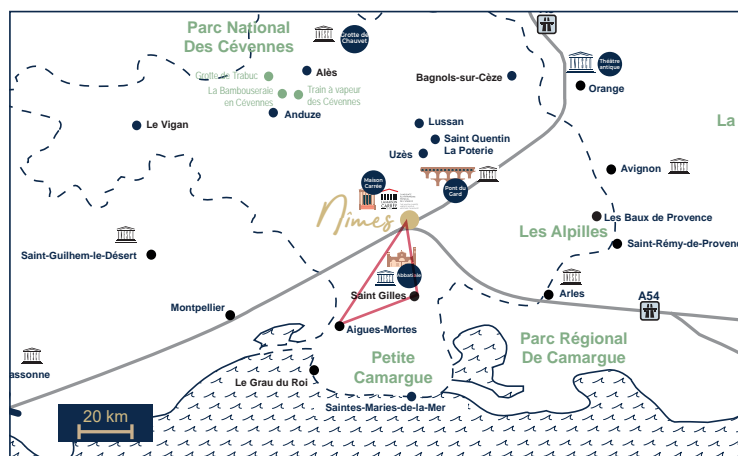 Parc National
Des Cévennes
Grotte de
Chauvet
Théâtre
antique
Orange
Grotte de Trabuc
Alès
Bagnols-sur-Cèze
La Bambouseraie
en Cévennes
Train à vapeur
des Cévennes
Anduze
Le Vigan
Lussan
Saint Quentin
La Poterie
Uzès
La
Avignon
Maison
Carrée
Pont du
Gard
Nîmes
Les Baux de Provence
Les Alpilles
Saint-Rémy-de-Provenc
Saint-Guilhem-le-Désert
Abbatiale
Saint Gilles
Arles
A54
Montpellier
Aigues-Mortes
Parc Régional
De Camargue
Petite
Camargue
assonne
Le Grau du Roi
Saintes-Maries-de-la-Mer
20 km